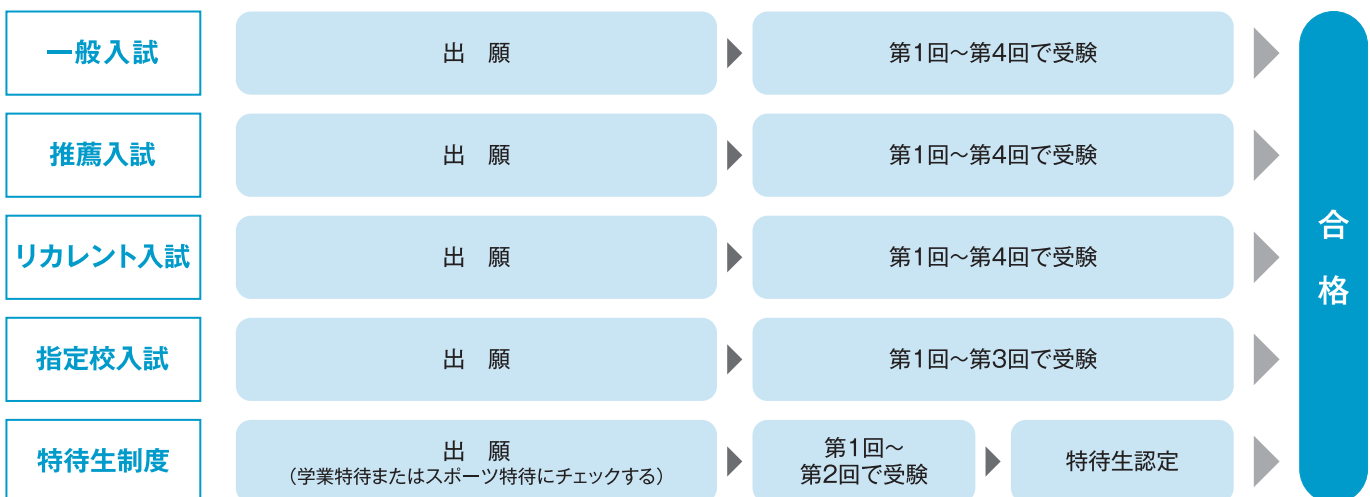 一般入試
出　願
第1回～第4回で受験
推薦入試
出　願
第1回～第4回で受験
リカレント入試
出　願
第1回～第4回で受験
指定校入試
出　願
第1回～第3回で受験
特待生制度
出　願
（学業特待またはスポーツ特待にチェックする）
第1回～
第2回で受験
特待生認定
合格